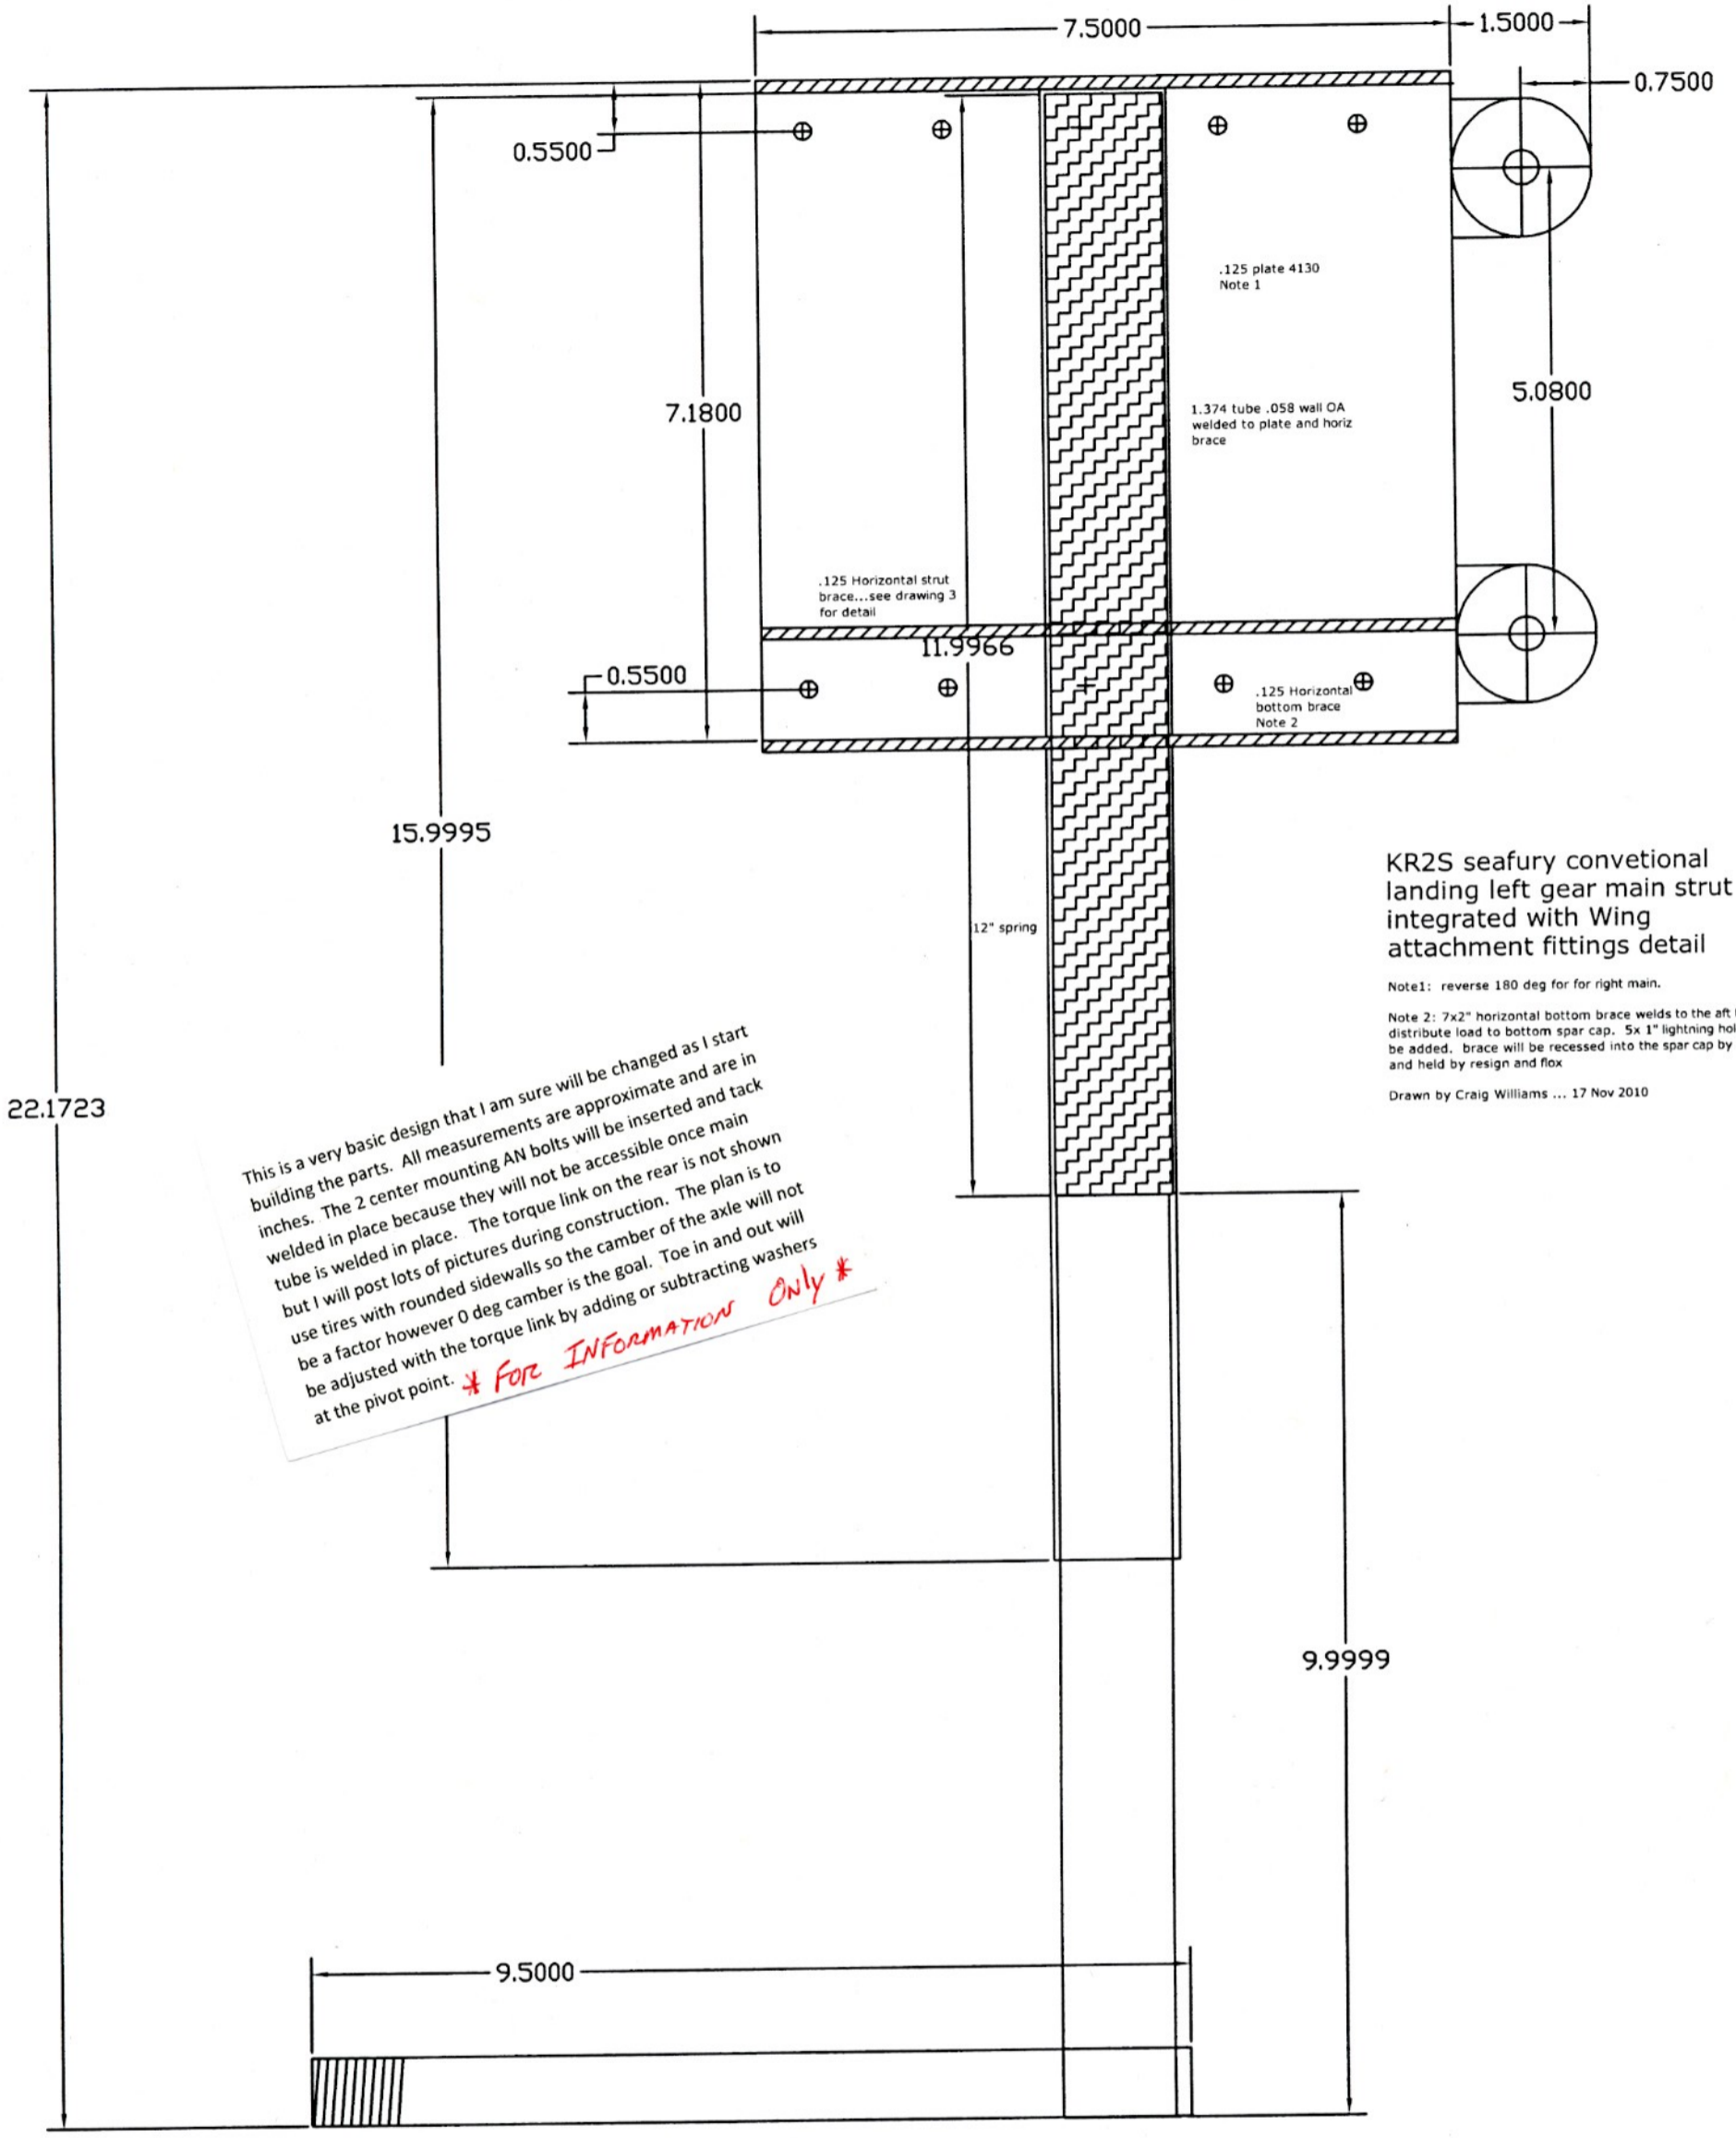 7.5000
1.5000
0.7500
0.5500
.125 plate 4130
Note 1
7.1800
5.0800
1.374 tube .058 wall OA
welded to plate and horiz
brace
.125 Horizontal strut
brace...see drawing 3
for detail
11.9966
0.5500
.125 Horizontal
bottom brace
Note 2
15.9995
12" spring
KR2S seafury convetional
landing left gear main strut
integrated with Wing
attachment fittings detail
Note1: reverse 180 deg for for right main.
Note 2: 7x2" horizontal bottom brace welds to the aft
distribute load to bottom spar cap. 5x 1" lightning hol
be added. brace will be recessed into the spar cap by
and held by resign and flox
Drawn by Craig Williams ... 17 Nov 2010
22.1723
This is a very basic design that I am sure will be changed as I start
building the parts. All measurements are approximate and are in
inches. The 2 center mounting AN bolts will be inserted and tack
welded in place because they will not be accessible once main
tube is welded in place. The torque link on the rear is not shown
but I will post lots of pictures during construction. The plan is to
use tires with rounded sidewalls so the camber of the axle will not
be a factor however 0 deg camber is the goal. Toe in and out will
be adjusted with the torque link by adding or subtracting washers
at the pivot point. * FOR INFORMATION ONLY *
9.9999
9.5000